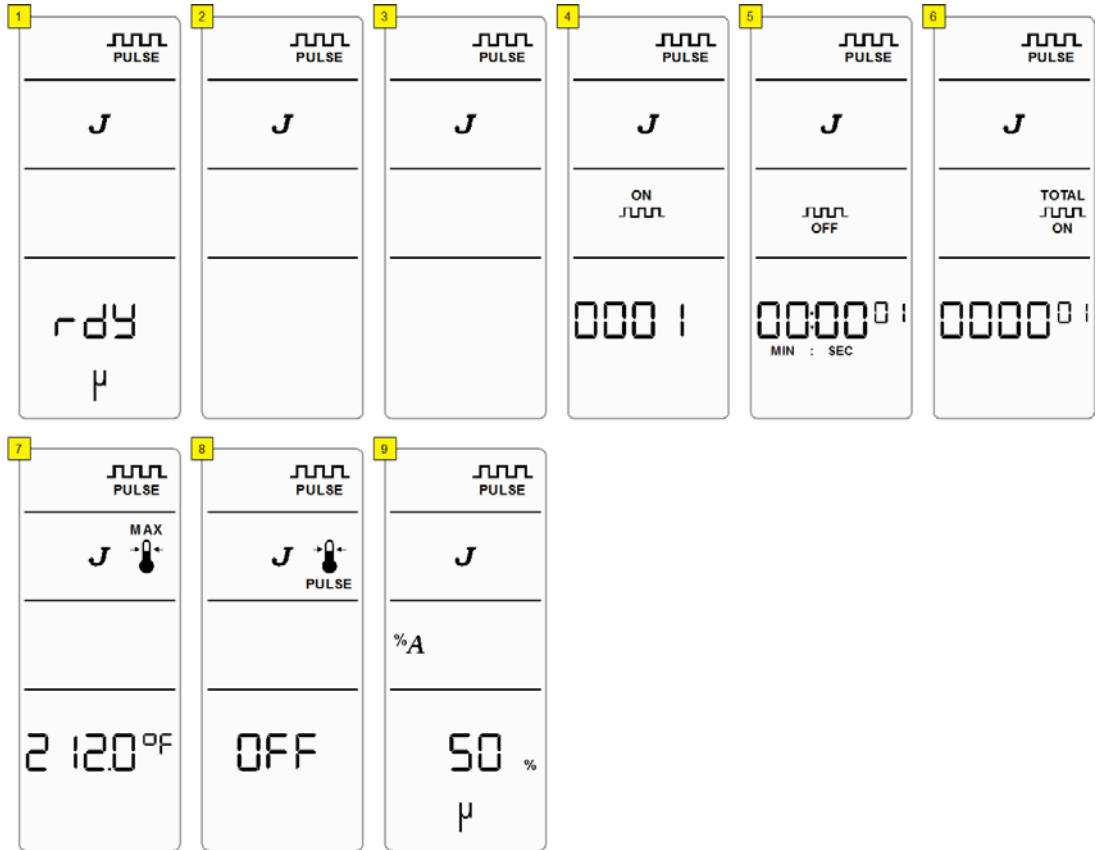 1
PULSE
J
rdy
µ
2
PULSE
J
3
PULSE
J
4
PULSE
J
ON
0001
5
PULSE
J
OFF
00:00 01
MIN : SEC
6
PULSE
J
TOTAL
ON
0000 01
7
PULSE
MAX
J
212.0 °F
8
PULSE
J
PULSE
OFF
9
PULSE
J
%A
50 %
µ